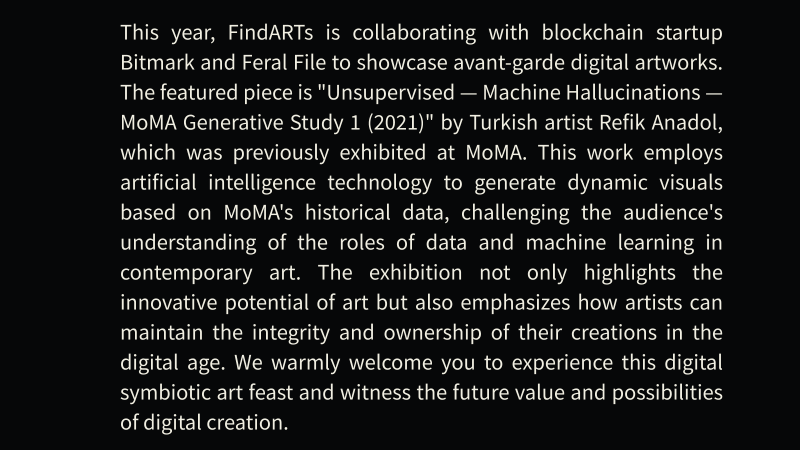 This year, FindARTs is collaborating with blockchain startup
Bitmark and Feral File to showcase avant-garde digital artworks.
The featured piece is "Unsupervised — Machine Hallucinations —
MoMA Generative Study 1 (2021)" by Turkish artist Refik Anadol,
which was previously exhibited at MoMA. This work employs
artificial intelligence technology to generate dynamic visuals
based on MoMA's historical data, challenging the audience's
understanding of the roles of data and machine learning in
contemporary art. The exhibition not only highlights the
innovative potential of art but also emphasizes how artists can
maintain the integrity and ownership of their creations in the
digital age. We warmly welcome you to experience this digital
symbiotic art feast and witness the future value and possibilities
of digital creation.